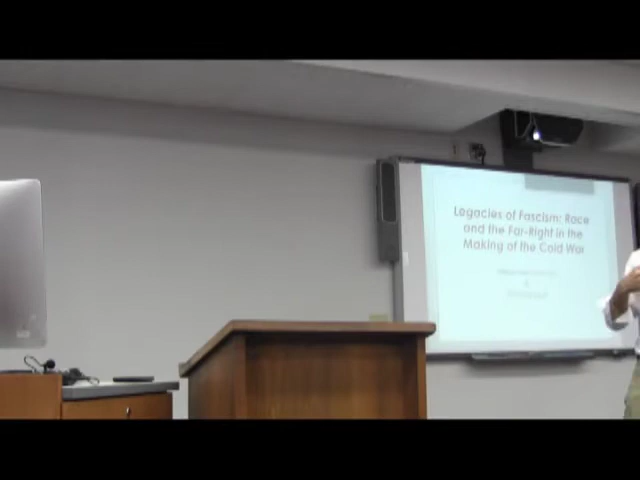 Legacies of Fascism: Race
and the Far-Right in the
Making of the Cold War